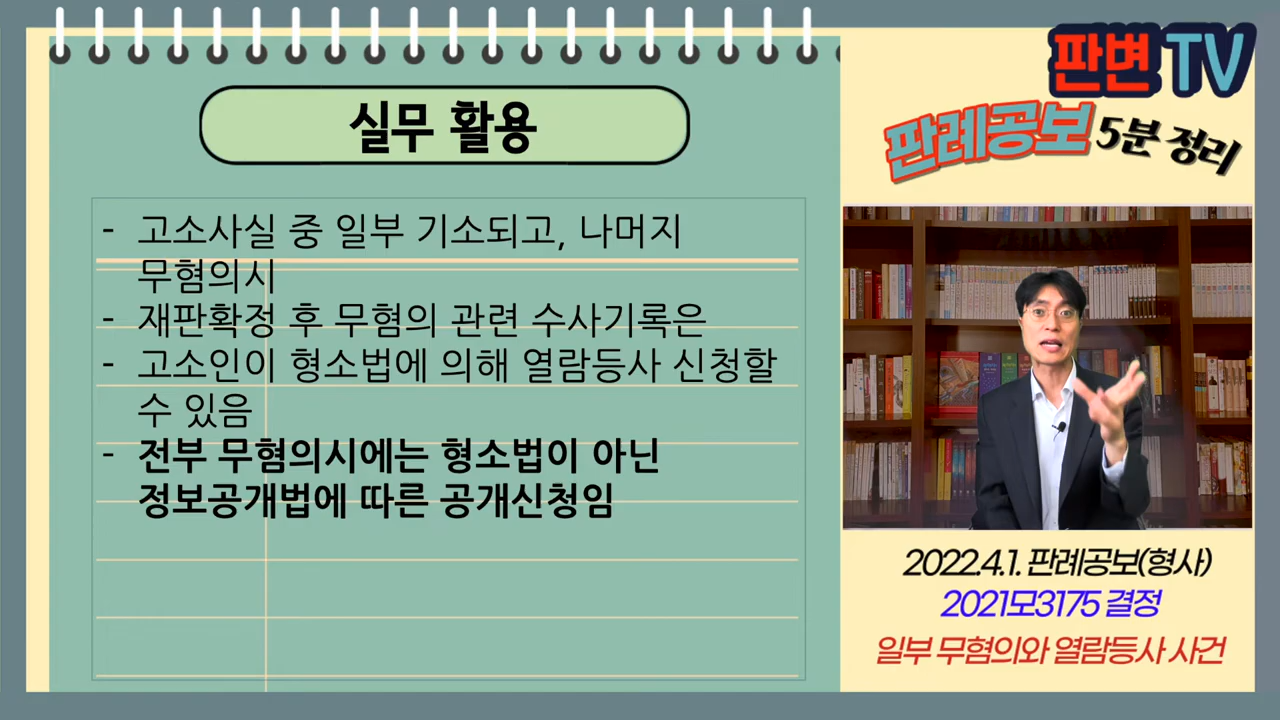 실무 활용
- 고소사실 중 일부 기소되고, 나머지
무혐의시
- 재판확정 후 무혐의 관련 수사기록은
- 고소인이 형소법에 의해 열람등사 신청할
수 있음
- 전부 무혐의시에는 형소법이 아닌
정보공개법에 따른 공개신청임
판변 TV
판례공보 5분 정리
2022.4.1. 판례공보(형사)
2021모3175 결정
일부 무혐의와 열람등사 사건